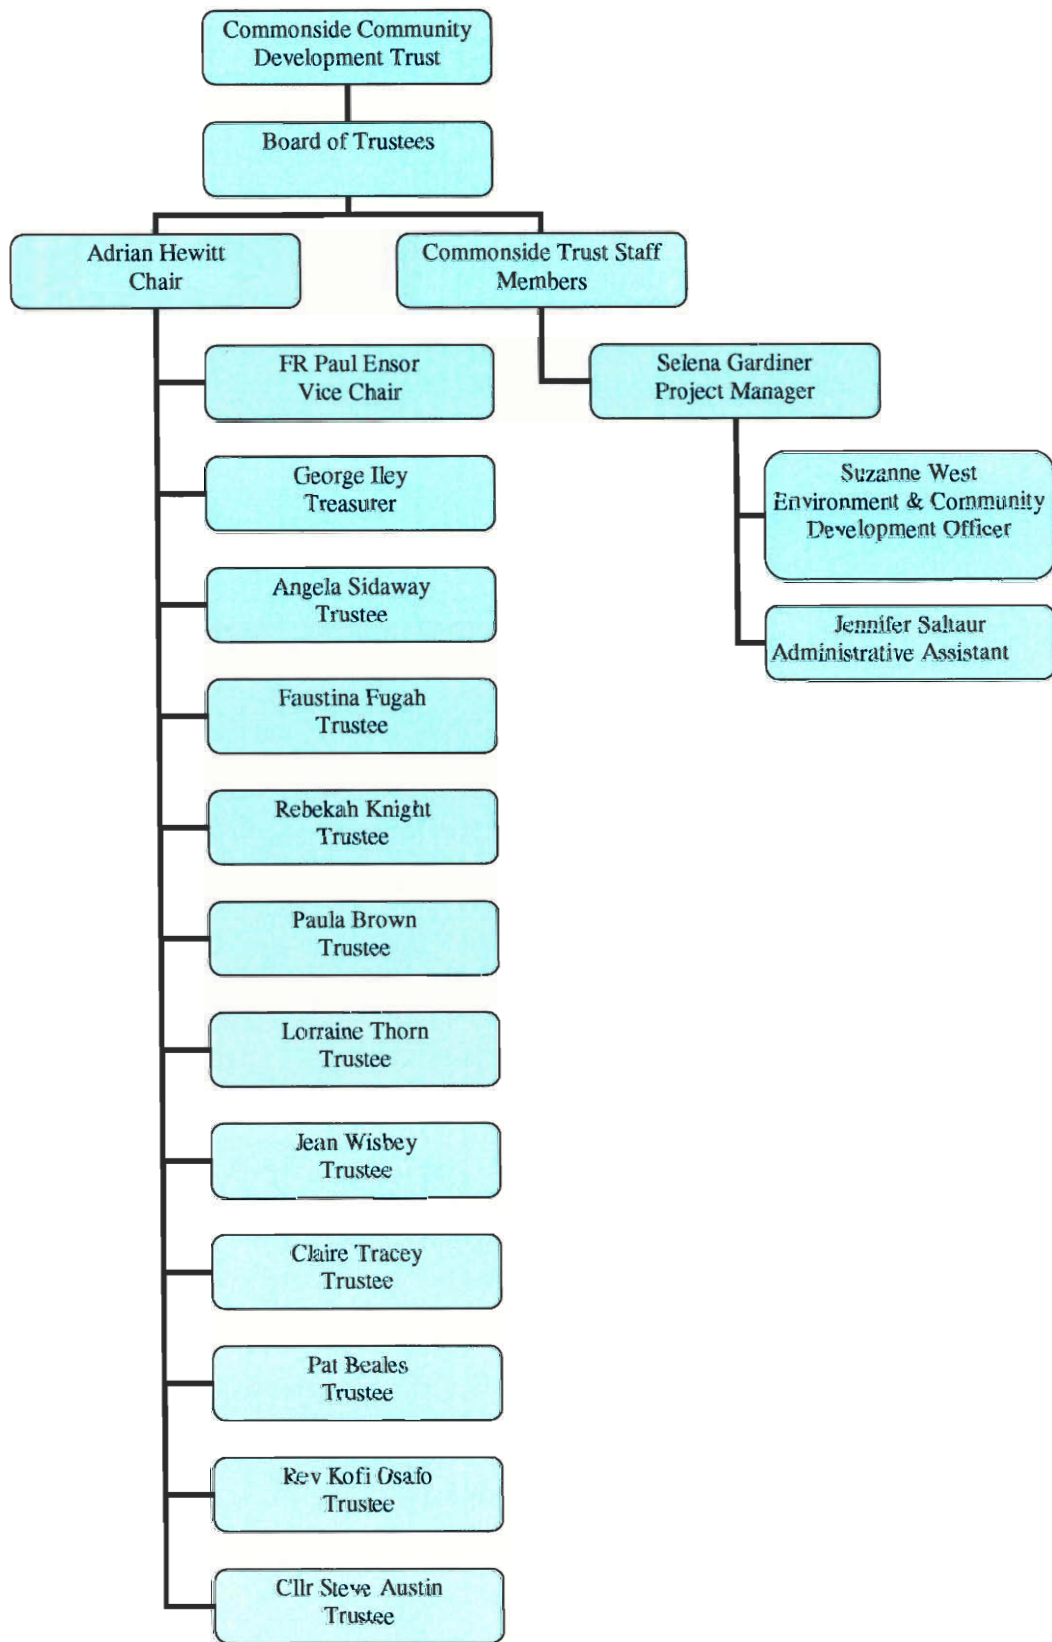 Commonside Community
Development Trust
Board of Trustees
Adrian Hewitt
Chair
Commonside Trust Staff
Members
FR Paul Ensor
Vice Chair
Selena Gardiner
Project Manager
George Iley
Treasurer
Suzanne West
Environment & Community
Development Officer
Angela Sidaway
Trustee
Jennifer Saltaur
Administrative Assistant
Faustina Fugah
Trustee
Rebekah Knight
Trustee
Paula Brown
Trustee
Lorraine Thorn
Trustee
Jean Wisbey
Trustee
Claire Tracey
Trustee
Pat Beales
Trustee
Rev Kofi Osafo
Trustee
Cllr Steve Austin
Trustee